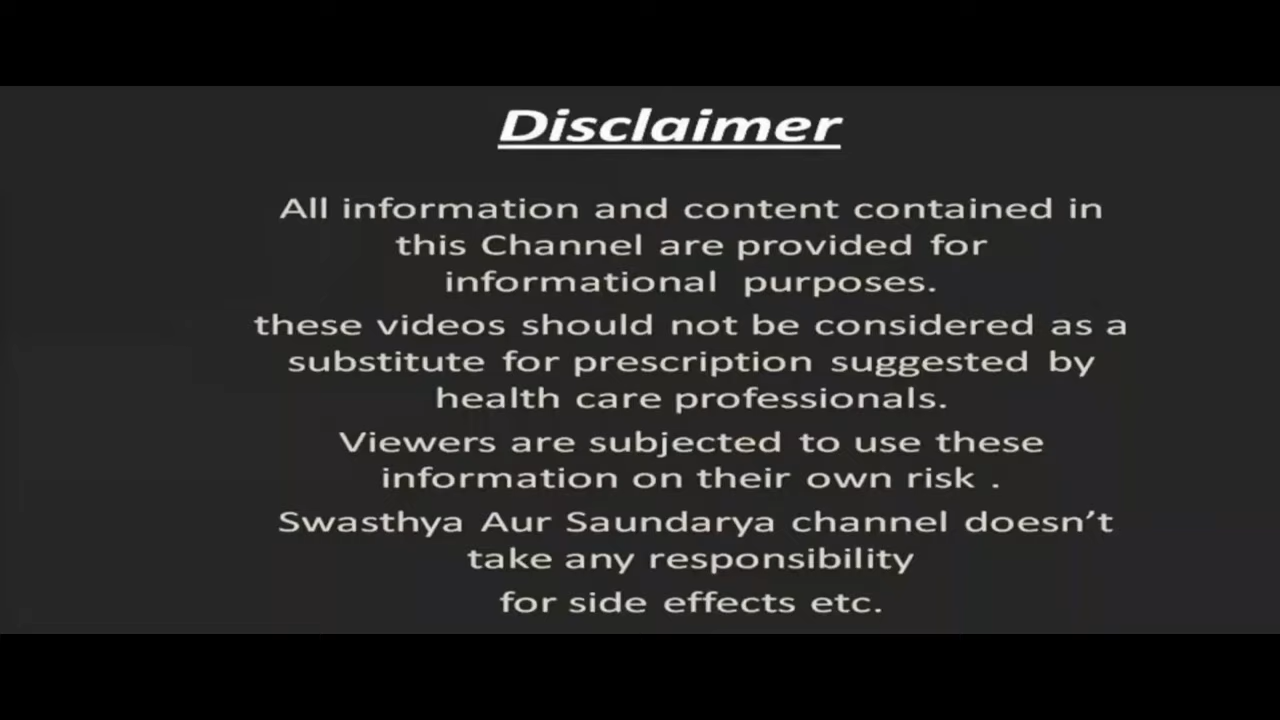 Disclaimer
All information and content contained in
this Channel are provided for
informational purposes.
these videos should not be considered as a
substitute for prescription suggested by
health care professionals.
Viewers are subjected to use these
information on their own risk .
Swasthya Aur Saundarya channel doesn’t
take any responsibility
for side effects etc.